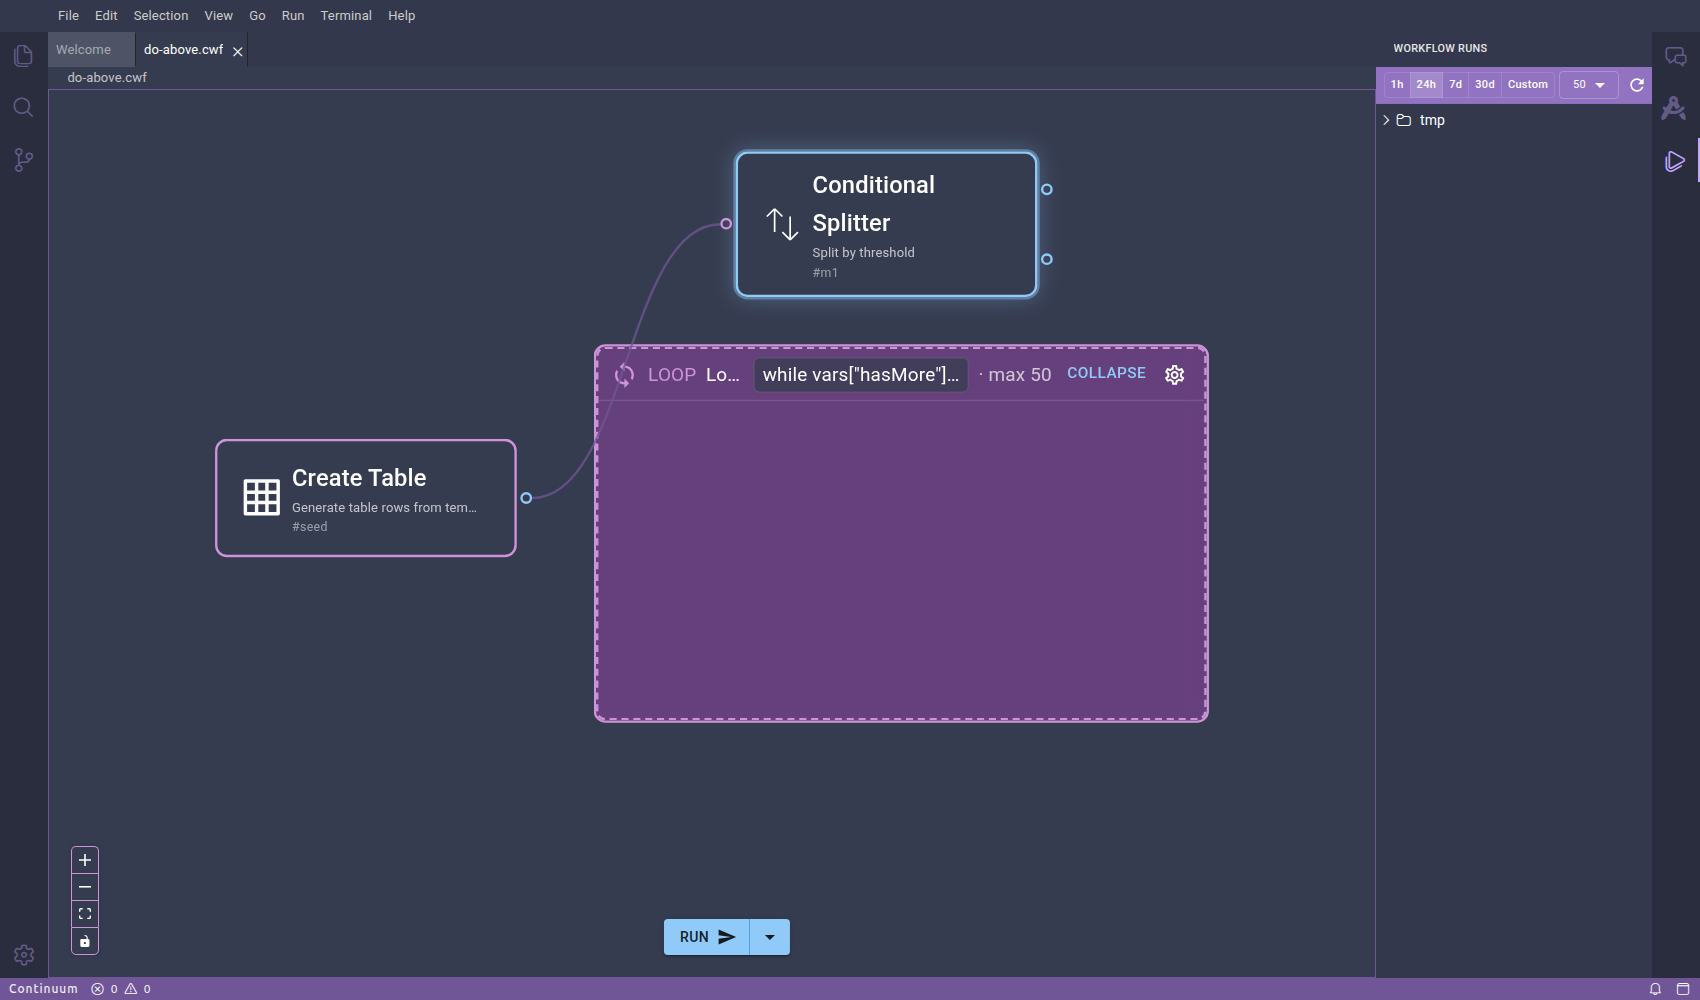 File Edit Selection View Go Run Terminal Help
Welcome do-above.cwf
do-above.cwf
WORKFLOW RUNS
1h 24h 7d 30d Custom 50
tmp
Conditional
Splitter
Split by threshold
#m1
LOOP Lo... while vars["hasMore"]... · max 50 COLLAPSE
Create Table
Generate table rows from tem...
#seed
RUN
Continuum 0 0